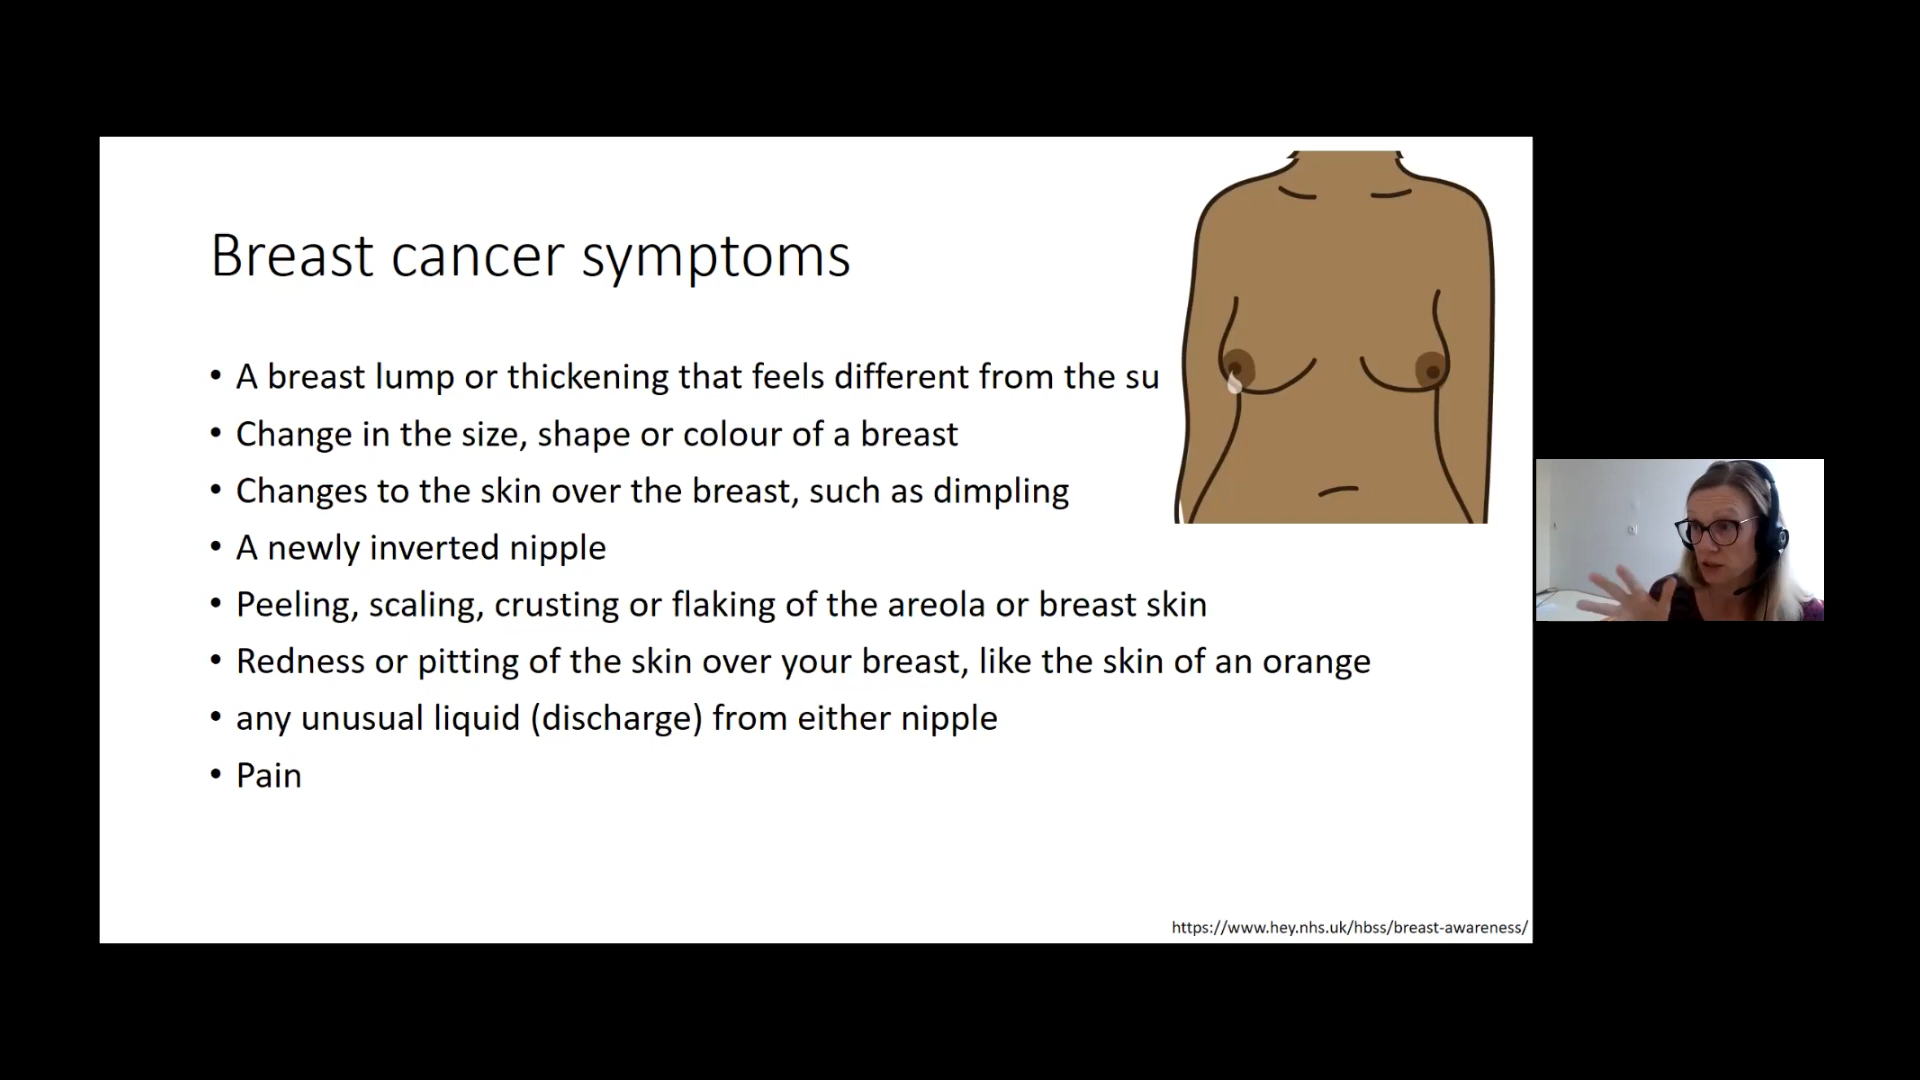 Breast cancer symptoms
• A breast lump or thickening that feels different from the su
• Change in the size, shape or colour of a breast
• Changes to the skin over the breast, such as dimpling
• A newly inverted nipple
• Peeling, scaling, crusting or flaking of the areola or breast skin
• Redness or pitting of the skin over your breast, like the skin of an orange
• any unusual liquid (discharge) from either nipple
• Pain
https://www.hey.nhs.uk/hbss/breast-awareness/